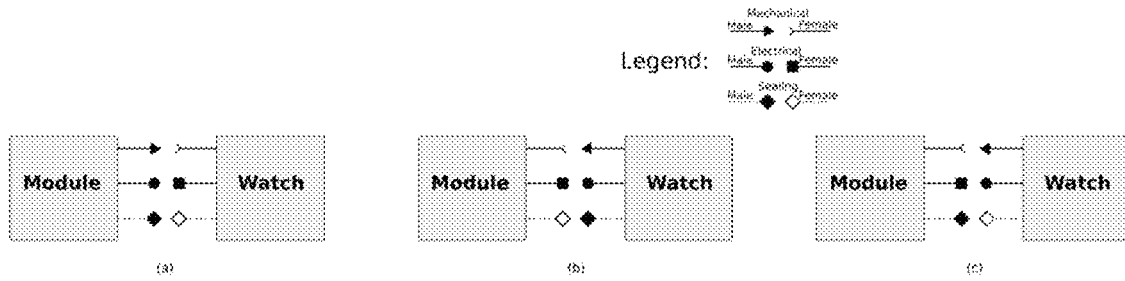 Mechanical
Male Female
Legend:
Electrical
Male Female
Sealing
Male Female
Module Watch
Module Watch
Module Watch
(a)
(b)
(c)